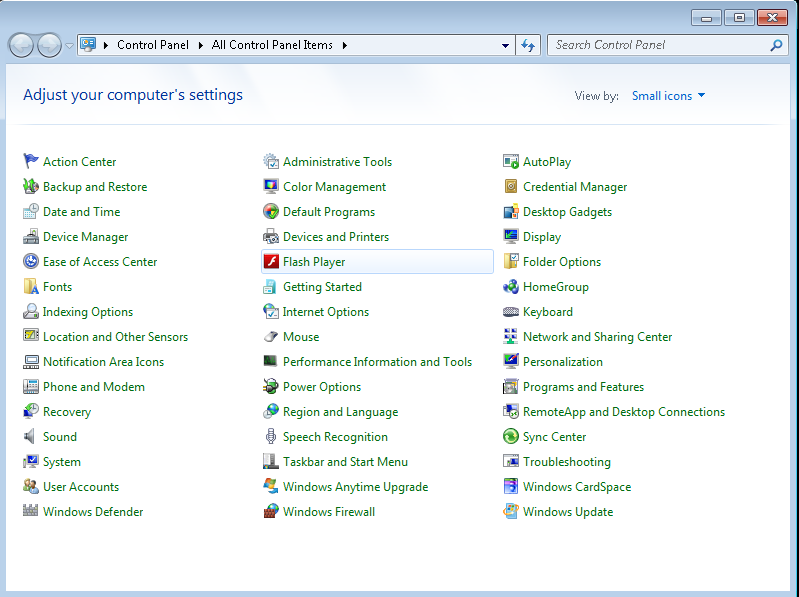 Control Panel All Control Panel Items Search Control Panel
Adjust your computer's settings View by: Small icons
Action Center Administrative Tools AutoPlay
Backup and Restore Color Management Credential Manager
Date and Time Default Programs Desktop Gadgets
Device Manager Devices and Printers Display
Ease of Access Center Flash Player Folder Options
Fonts Getting Started HomeGroup
Indexing Options Internet Options Keyboard
Location and Other Sensors Mouse Network and Sharing Center
Notification Area Icons Performance Information and Tools Personalization
Phone and Modem Power Options Programs and Features
Recovery Region and Language RemoteApp and Desktop Connections
Sound Speech Recognition Sync Center
System Taskbar and Start Menu Troubleshooting
User Accounts Windows Anytime Upgrade Windows CardSpace
Windows Defender Windows Firewall Windows Update